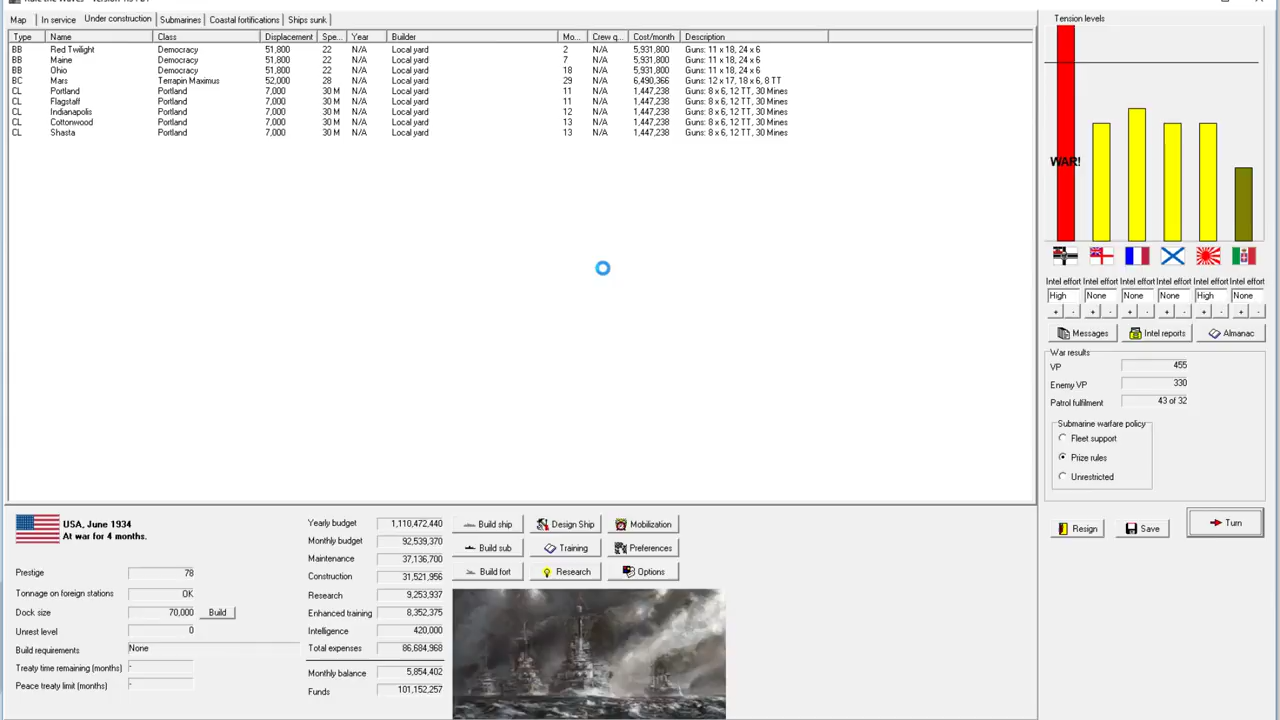 Map In service Under construction Submarines Coastal fortifications Ships sunk
Type Name Class Displacement Spe... Year Builder Mo... Crew q... Cost/month Description
BB Red Twilight Democracy 51,800 22 N/A Local yard 2 N/A 5,931,800 Guns: 11 x 18, 24 x 6
BB Maine Democracy 51,800 22 N/A Local yard 7 N/A 5,931,800 Guns: 11 x 18, 24 x 6
BB Ohio Democracy 51,800 22 N/A Local yard 18 N/A 5,931,800 Guns: 11 x 18, 24 x 6
BC Mars Terrapin Maximus 52,000 28 N/A Local yard 29 N/A 6,490,366 Guns: 12 x 17, 18 x 6, 8 TT
CL Portland Portland 7,000 30 M N/A Local yard 11 N/A 1,447,238 Guns: 8 x 6, 12 TT, 30 Mines
CL Flagstaff Portland 7,000 30 M N/A Local yard 11 N/A 1,447,238 Guns: 8 x 6, 12 TT, 30 Mines
CL Indianapolis Portland 7,000 30 M N/A Local yard 12 N/A 1,447,238 Guns: 8 x 6, 12 TT, 30 Mines
CL Cottonwood Portland 7,000 30 M N/A Local yard 13 N/A 1,447,238 Guns: 8 x 6, 12 TT, 30 Mines
CL Shasta Portland 7,000 30 M N/A Local yard 13 N/A 1,447,238 Guns: 8 x 6, 12 TT, 30 Mines
Tension levels
WAR!
Intel effort Intel effort Intel effort Intel effort Intel effort Intel effort
High None None None High None
+ - + - + - + - + - + -
Messages Intel reports Almanac
War results
VP 455
Enemy VP 330
Patrol fulfilment 43 of 32
Submarine warfare policy
Fleet support
Prize rules
Unrestricted
Resign Save Turn
USA, June 1934
At war for 4 months.
Prestige 78
Tonnage on foreign stations OK
Dock size 70,000 Build
Unrest level 0
Build requirements None
Treaty time remaining (months) -
Peace treaty limit (months) -
Yearly budget 1,110,472,440
Monthly budget 92,539,370
Maintenance 37,136,700
Construction 31,521,956
Research 9,253,937
Enhanced training 8,352,375
Intelligence 420,000
Total expenses 86,684,968
Monthly balance 5,854,402
Funds 101,152,257
Build ship Design Ship Mobilization
Build sub Training Preferences
Build fort Research Options